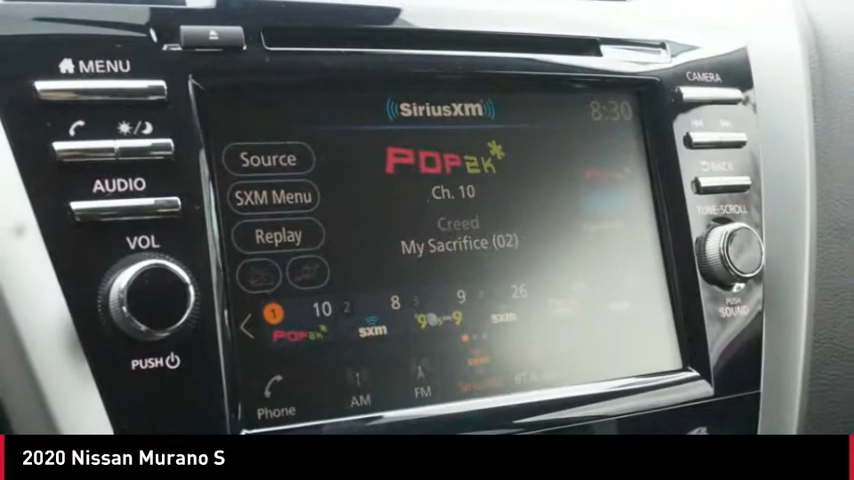 MENU
CAMERA
SiriusXM
8:30
Source
POP2K
Ch. 10
AUDIO
SXM Menu
BACK
TUNE-SCROLL
Replay
Creed
My Sacrifice (02)
VOL
1 10 2 8 3 9 26
POP2K sxm sxm
PUSH SOUND
PUSH
Phone
AM
FM
SiriusXM
2020 Nissan Murano S